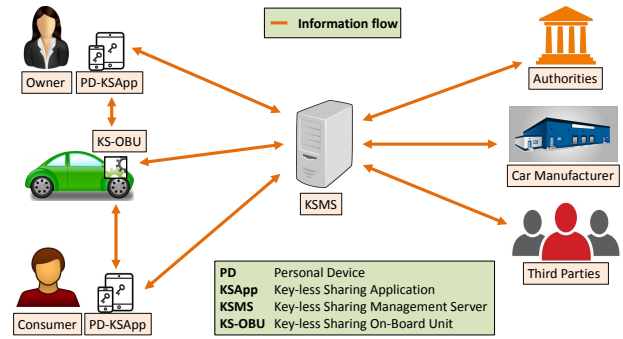 Information flow
Owner
PD-KSApp
Authorities
KS-OBU
KSMS
Car Manufacturer
Consumer
PD-KSApp
Third Parties
PD Personal Device
KSApp Key-less Sharing Application
KSMS Key-less Sharing Management Server
KS-OBU Key-less Sharing On-Board Unit